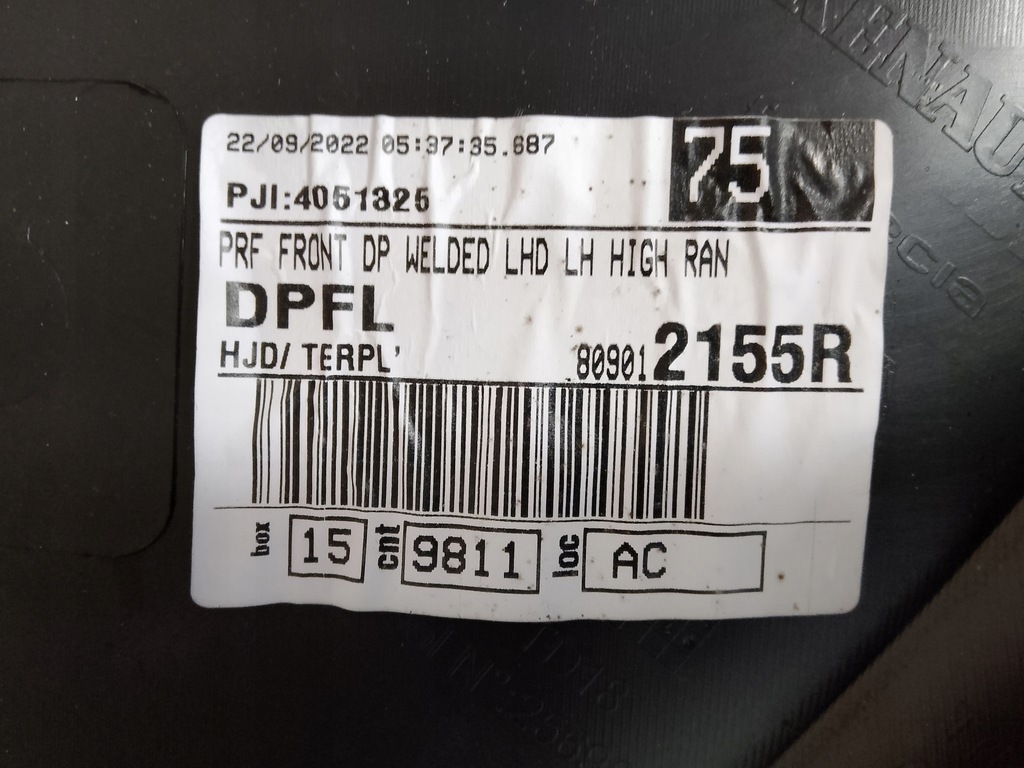 RENAULT
22/09/2022 05:37:35.687
75
PJI:4051325
PRF FRONT DP WELDED LHD LH HIGH RAN
DPFL
HJD/ TERPL'
809012155R
box 15 cnt 9811 loc AC